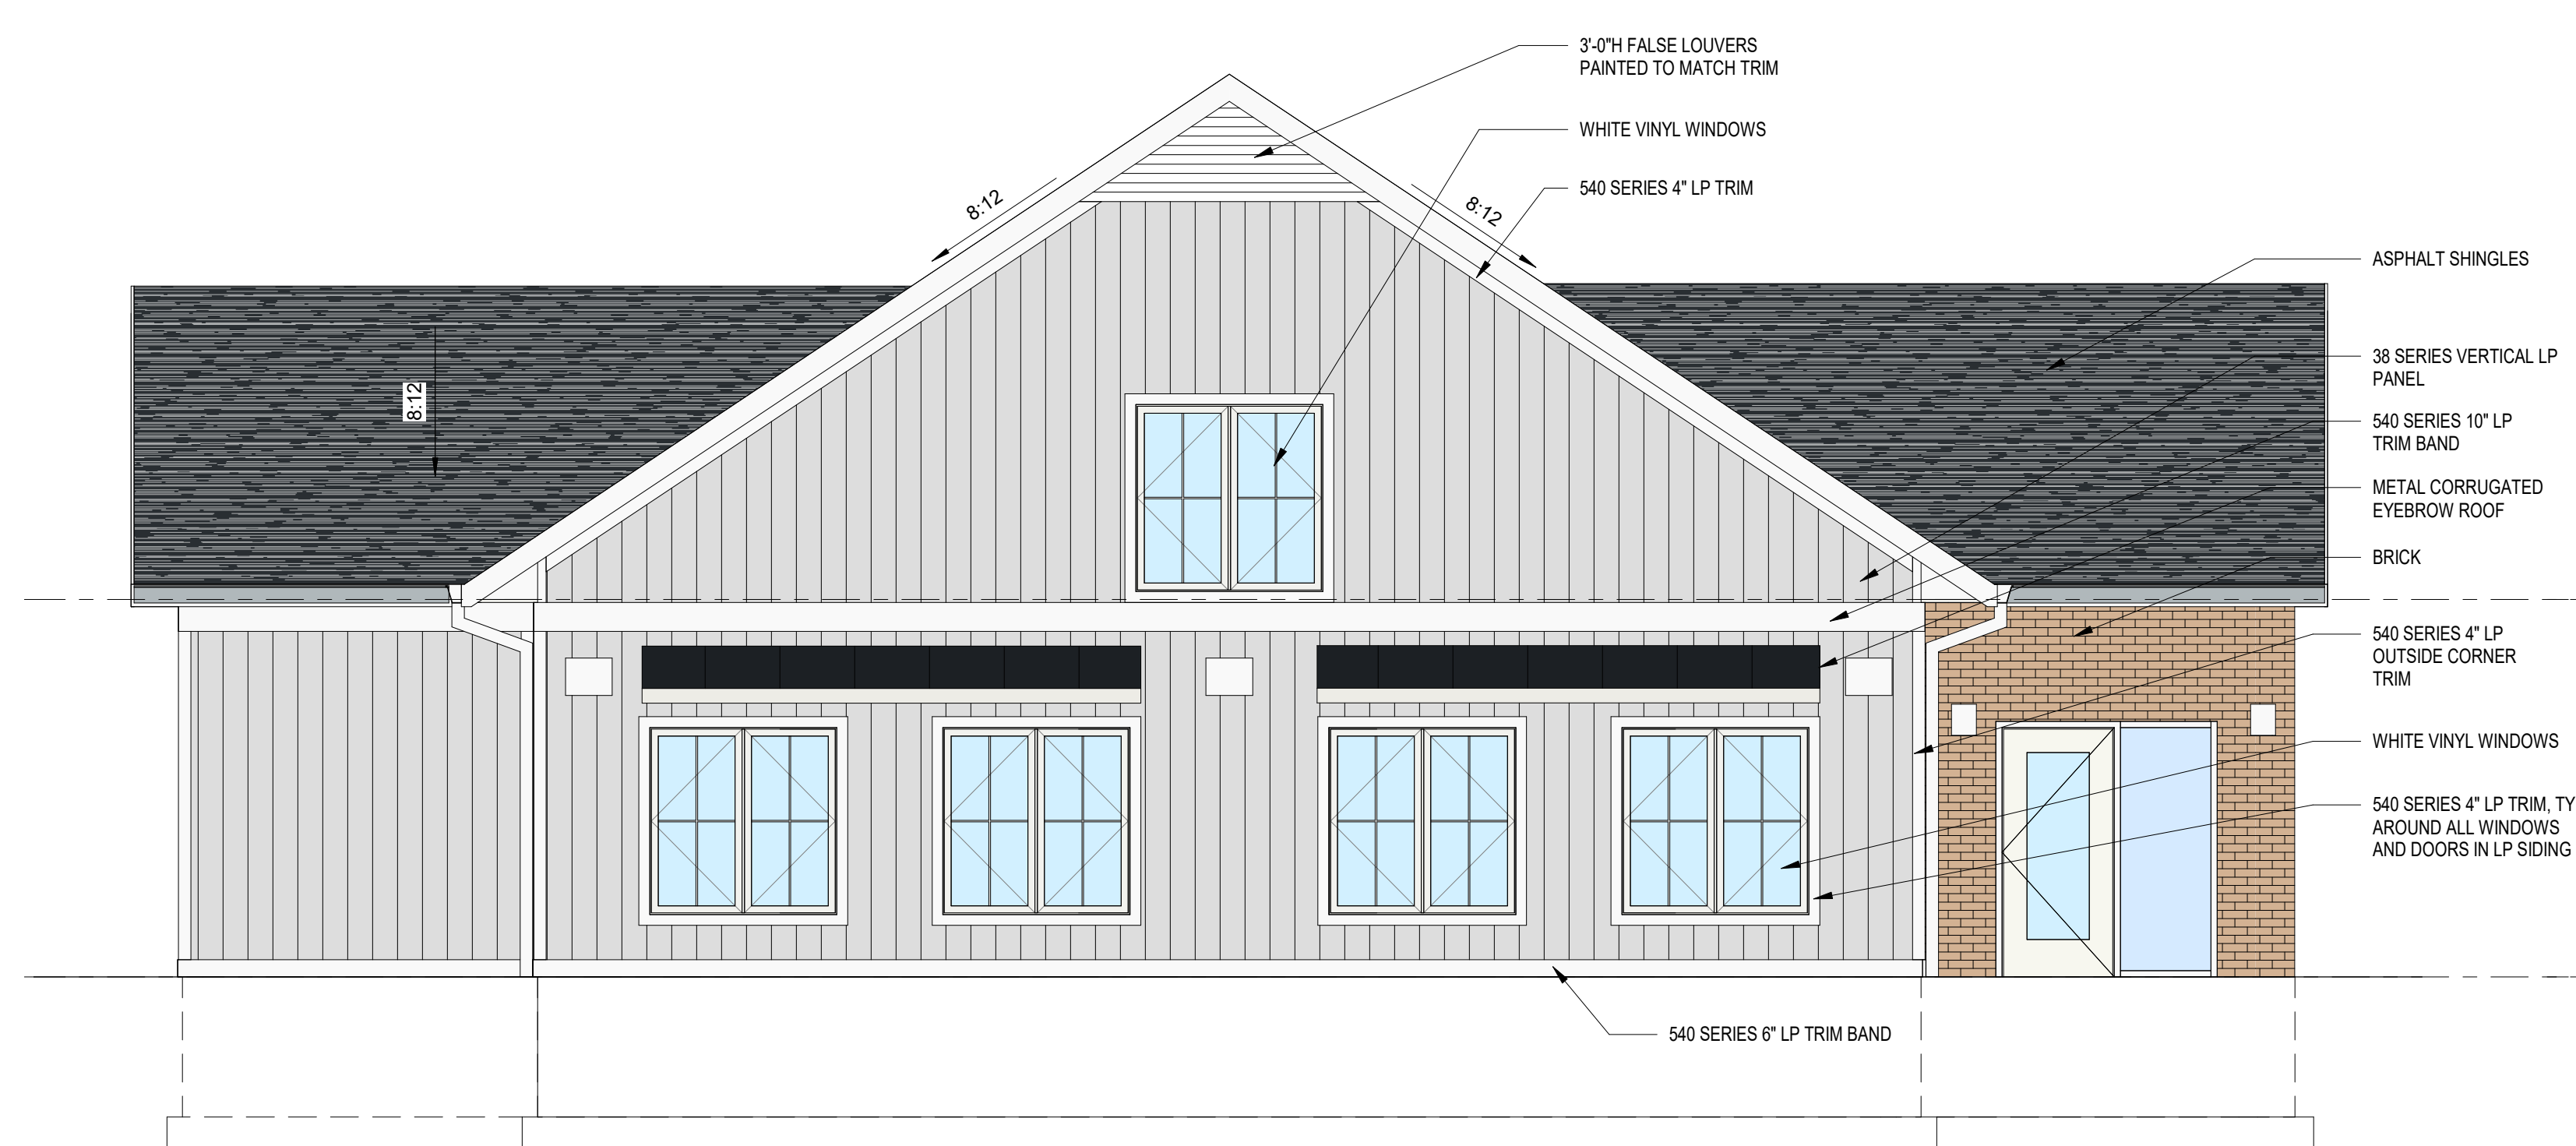 3'-0"H FALSE LOUVERS
PAINTED TO MATCH TRIM
WHITE VINYL WINDOWS
540 SERIES 4" LP TRIM
8:12
8:12
8:12
ASPHALT SHINGLES
38 SERIES VERTICAL LP
PANEL
540 SERIES 10" LP
TRIM BAND
METAL CORRUGATED
EYEBROW ROOF
BRICK
540 SERIES 4" LP
OUTSIDE CORNER
TRIM
WHITE VINYL WINDOWS
540 SERIES 4" LP TRIM, TY
AROUND ALL WINDOWS
AND DOORS IN LP SIDING
540 SERIES 6" LP TRIM BAND